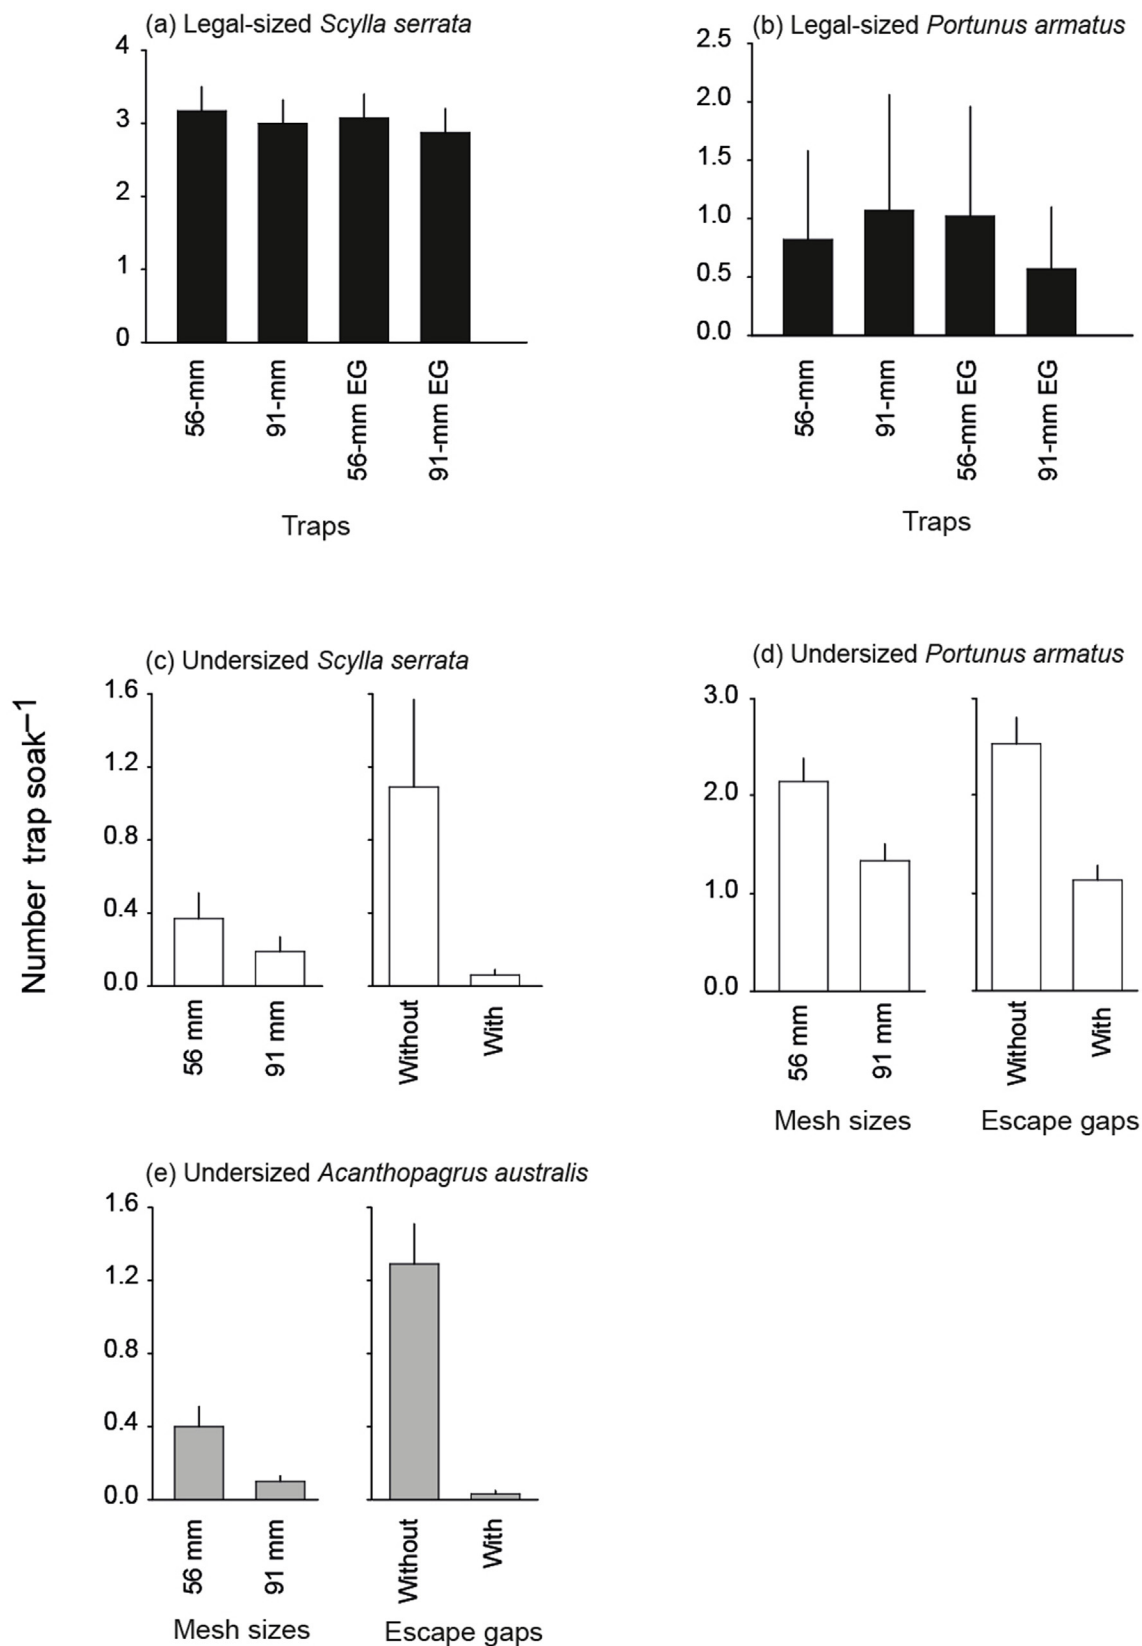 (a) Legal-sized Scylla serrata
4
3
2
1
0
56-mm
91-mm
56-mm EG
91-mm EG
Traps
(b) Legal-sized Portunus armatus
2.5
2.0
1.5
1.0
0.5
0.0
56-mm
91-mm
56-mm EG
91-mm EG
Traps
Number trap soak–1
(c) Undersized Scylla serrata
1.6
1.2
0.8
0.4
0.0
56 mm
91 mm
Without
With
(d) Undersized Portunus armatus
3.0
2.0
1.0
0.0
56 mm
91 mm
Without
With
Mesh sizes
Escape gaps
(e) Undersized Acanthopagrus australis
1.6
1.2
0.8
0.4
0.0
56 mm
91 mm
Without
With
Mesh sizes
Escape gaps